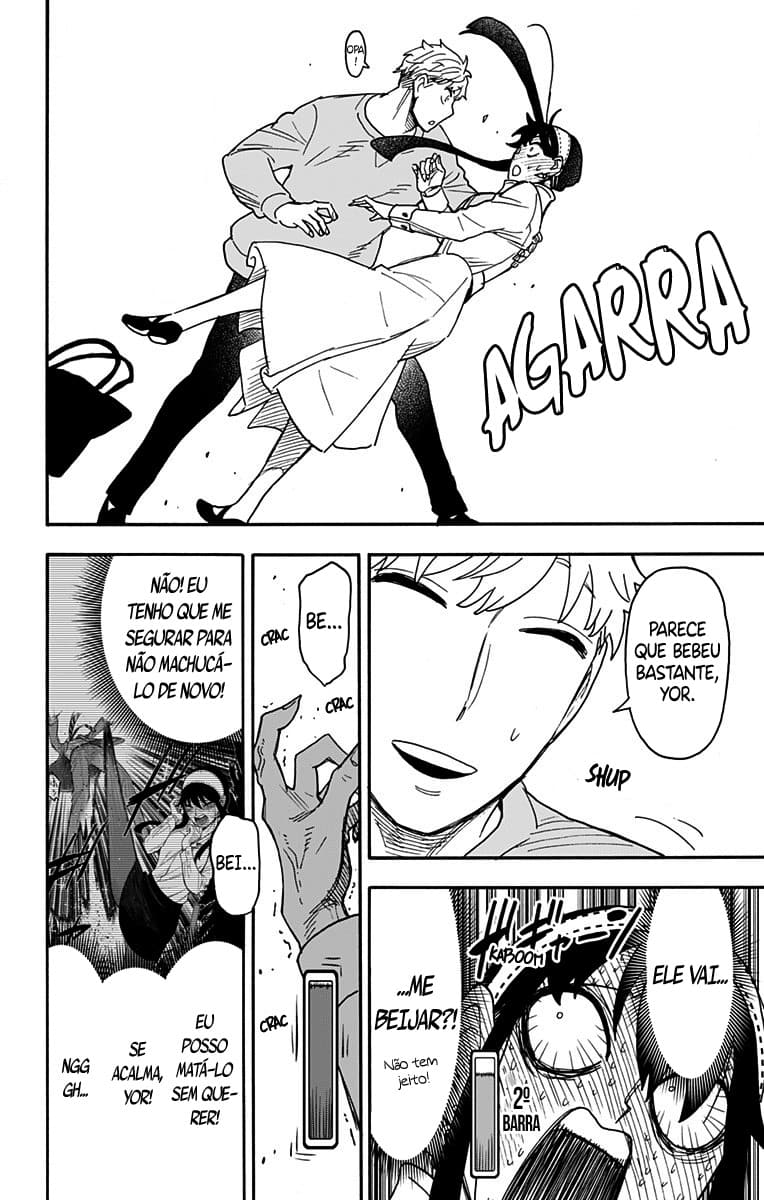 OPA
!
AGARRA
PARECE
QUE BEBEU
BASTANTE,
YOR.
SHUP
ELE VAI...
KABOOM
...ME
BEIJAR?!
Não tem
jeito!
2º
BARRA
BE...
CRAC
CRAC
CRAC
NÃO! EU
TENHO QUE ME
SEGURAR PARA
NÃO MACHUCÁ-
LO DE NOVO!
BEI...
EU
POSSO
MATÁ-LO
SEM QUE-
RER!
SE
ACALMA,
YOR!
NGG
GH...